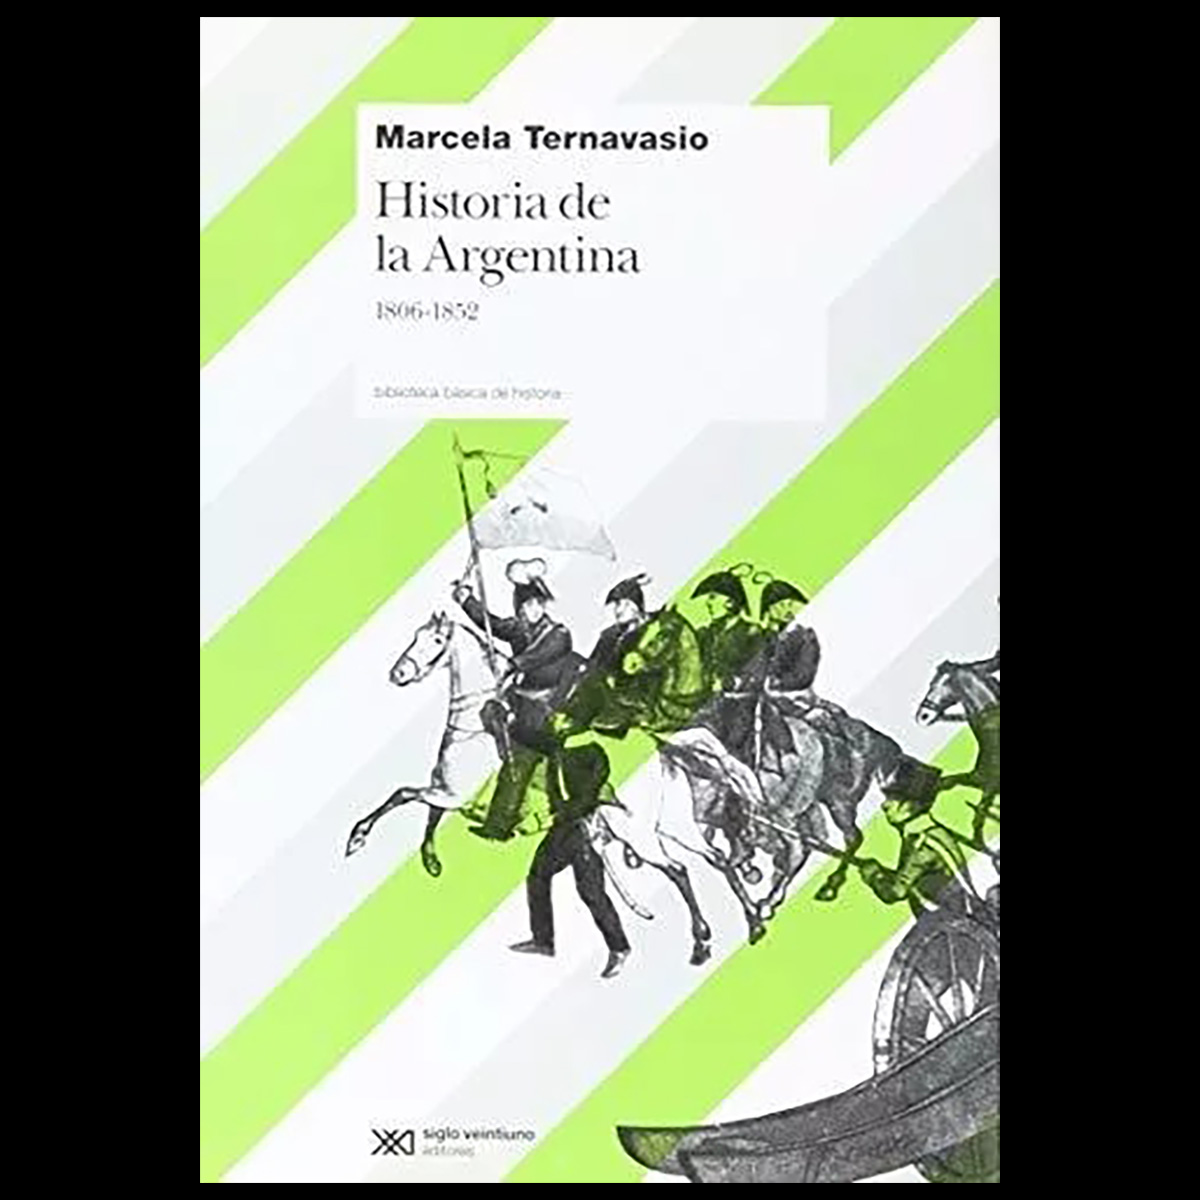 Marcela Ternavasio
Historia de
la Argentina
1806-1852
biblioteca básica de historia
siglo veintiuno
editores